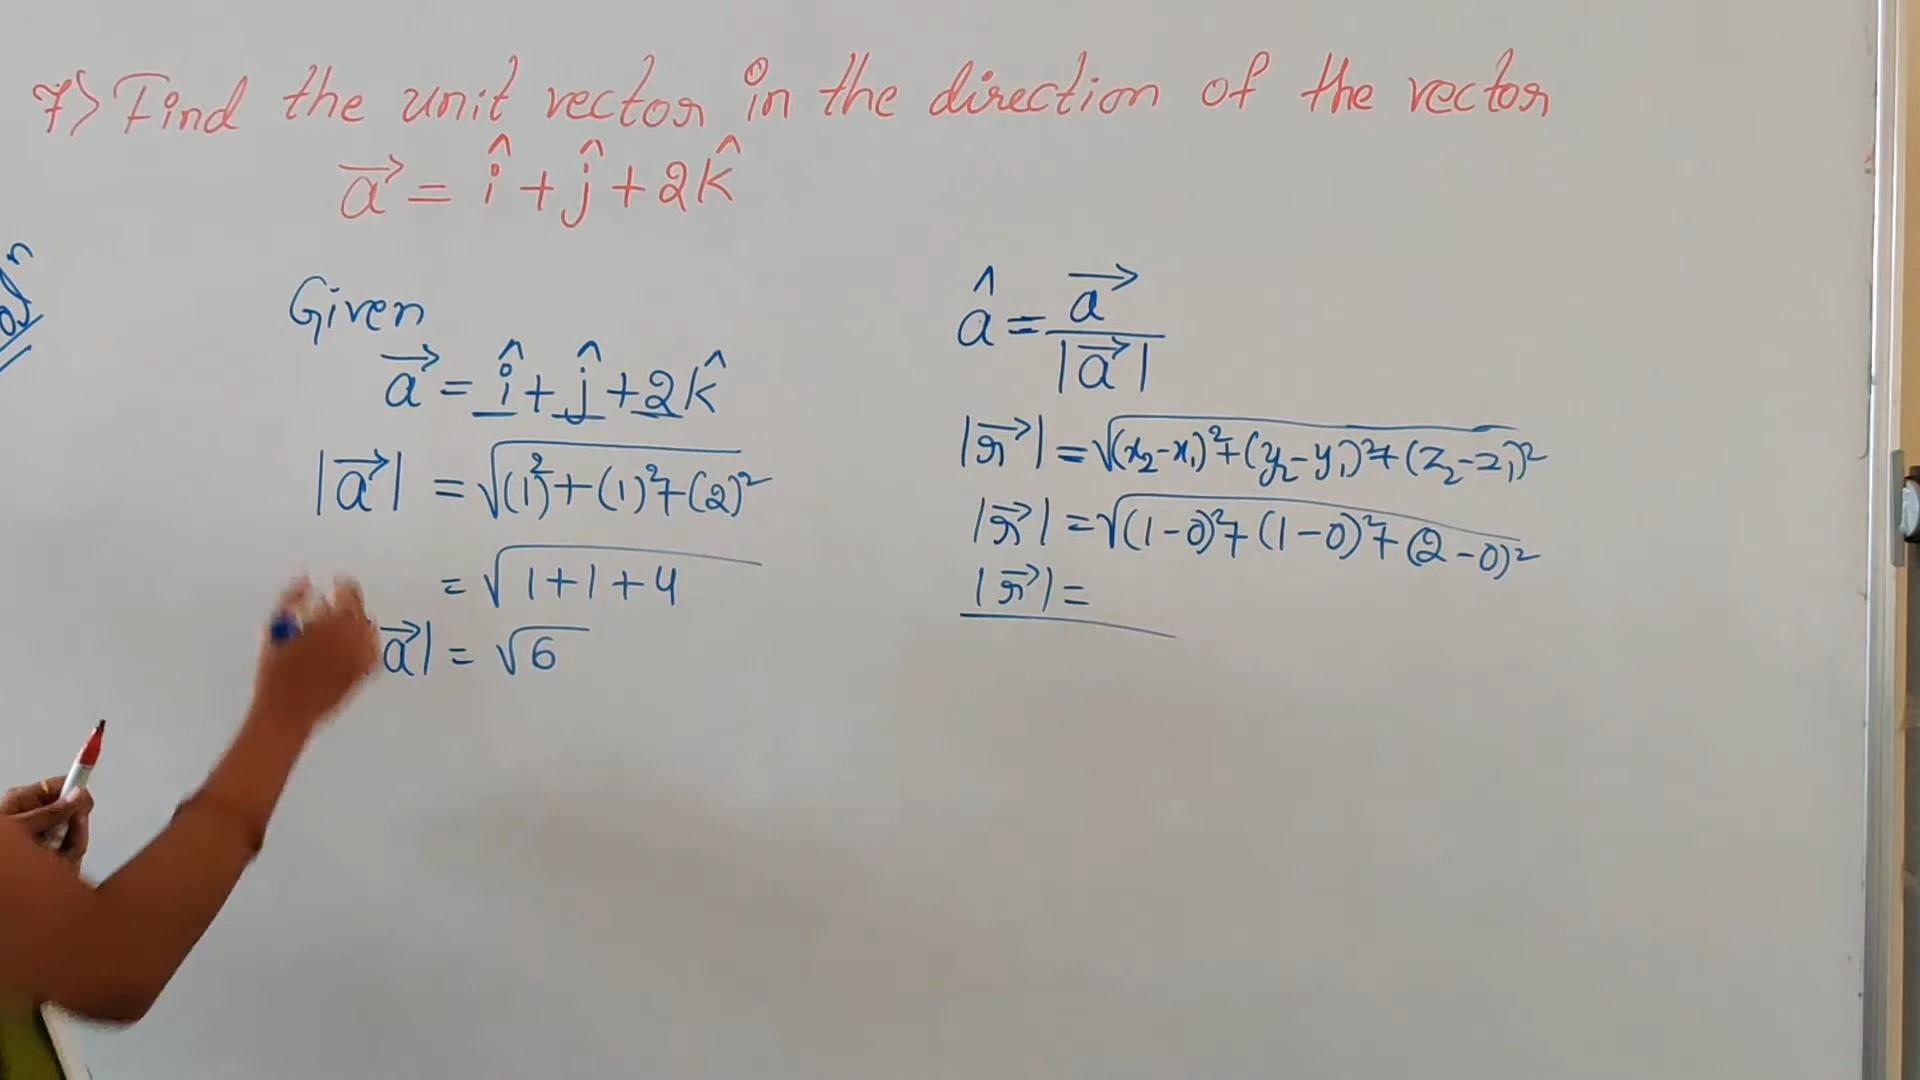 7) Find the unit vector in the direction of the vector
a⃗ = î + ĵ + 2k̂
Solⁿ
Given
a⃗ = î + ĵ + 2k̂
|a⃗| = √(1)² + (1)² + (2)²
= √1+1+4
|a⃗| = √6
â = a⃗ / |a⃗|
|r⃗| = √(x₂-x₁)² + (y₂-y₁)² + (z₂-z₁)²
|r⃗| = √(1-0)² + (1-0)² + (2-0)²
|r⃗| =